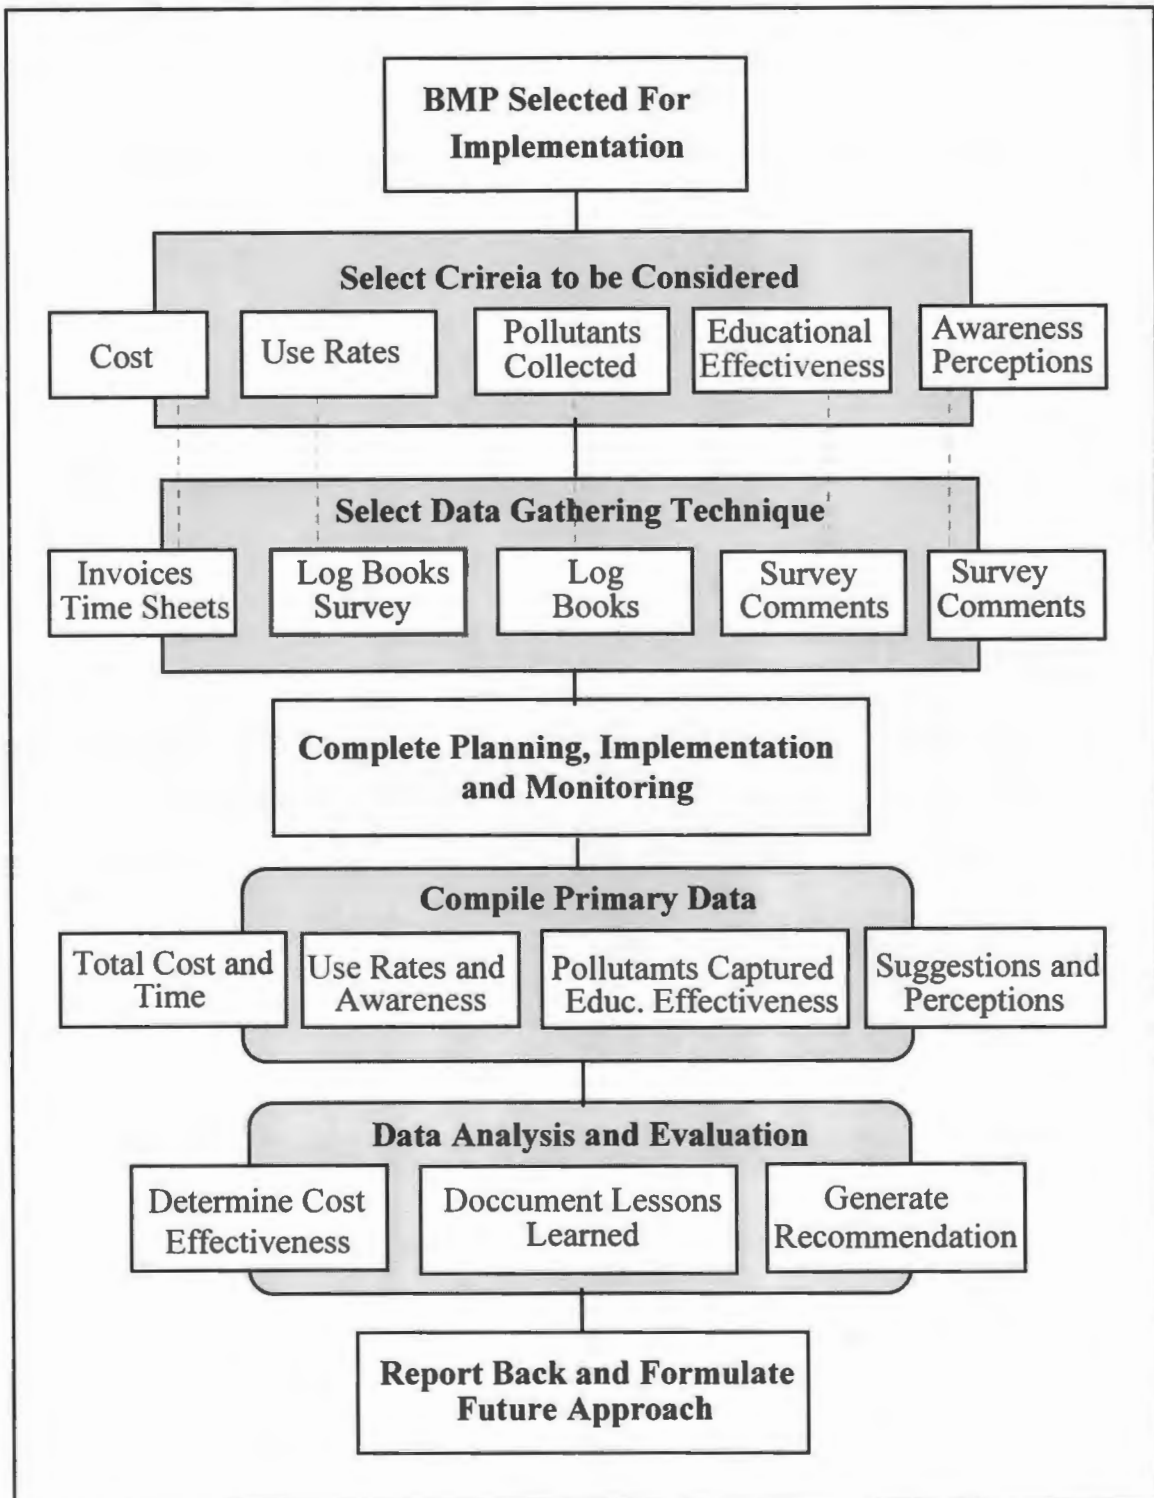 BMP Selected For
Implementation
Select Crireia to be Considered
Cost
Use Rates
Pollutants
Collected
Educational
Effectiveness
Awareness
Perceptions
Select Data Gathering Technique
Invoices
Time Sheets
Log Books
Survey
Log
Books
Survey
Comments
Survey
Comments
Complete Planning, Implementation
and Monitoring
Compile Primary Data
Total Cost and
Time
Use Rates and
Awareness
Pollutamts Captured
Educ. Effectiveness
Suggestions and
Perceptions
Data Analysis and Evaluation
Determine Cost
Effectiveness
Doccument Lessons
Learned
Generate
Recommendation
Report Back and Formulate
Future Approach